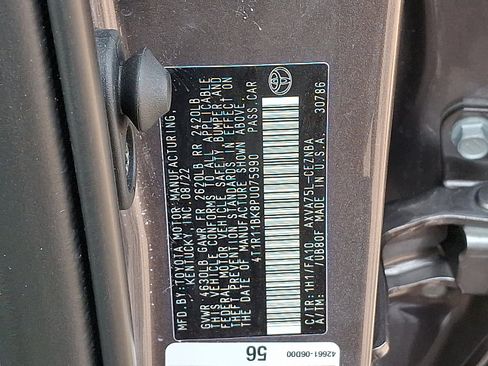 MFD.BY:TOYOTA MOTOR MANUFACTURING,
KENTUCKY, INC. 08/22
GVWR 4630LB GAWR FR 2620LB RR 2420LB
THIS VEHICLE CONFORMS TO ALL APPLICABLE
FEDERAL MOTOR VEHICLE SAFETY, BUMPER, AND
THEFT PREVENTION STANDARDS IN EFFECT ON
THE DATE OF MANUFACTURE SHOWN ABOVE.
4T1R11BK8PU075990 PASS.CAR
C/TR: 1H1/FA10 AXVA75L-CEZNBA
A/TM: /UB80F U.S.A. 30786
42661-06D00
56